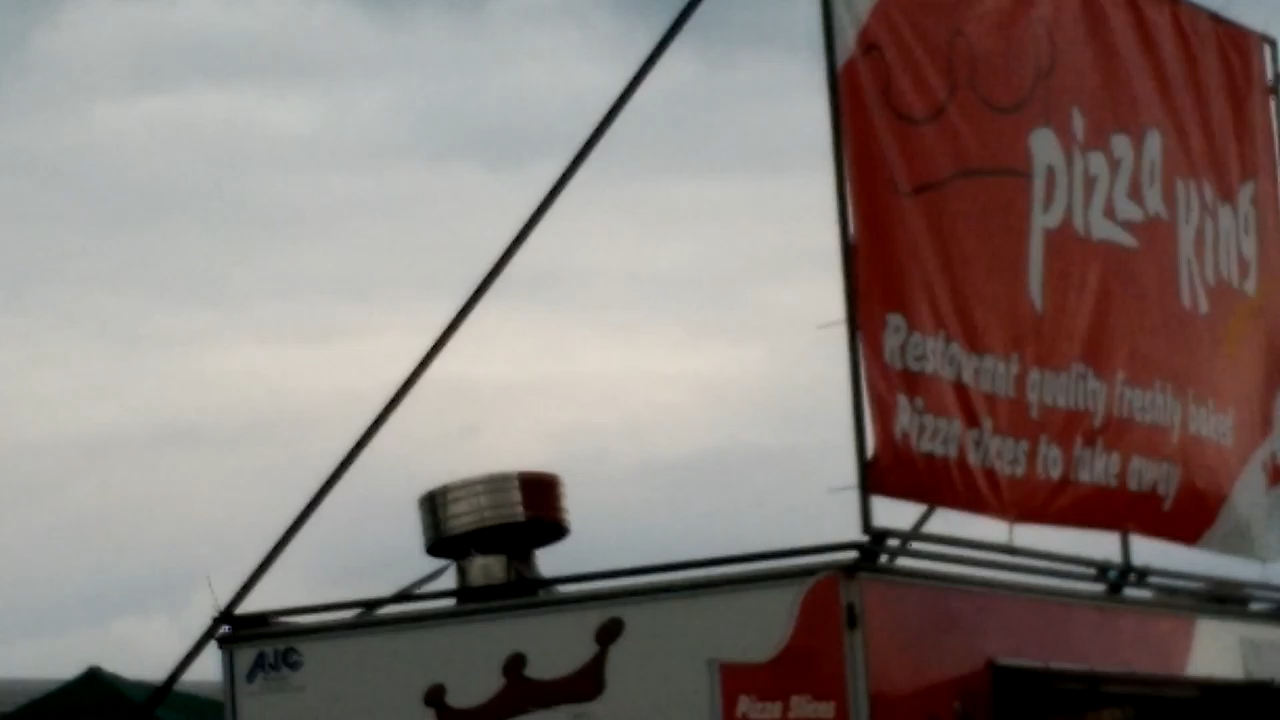 Pizza
King
Restaurant quality freshly baked
Pizza slices to take away
AJC
Pizza Slices